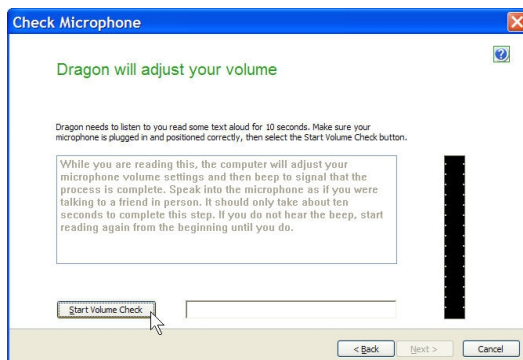 Check Microphone
Dragon will adjust your volume
Dragon needs to listen to you read some text aloud for 10 seconds. Make sure your
microphone is plugged in and positioned correctly, then select the Start Volume Check button.
While you are reading this, the computer will adjust your
microphone volume settings and then beep to signal that the
process is complete. Speak into the microphone as if you were
talking to a friend in person. It should only take about ten
seconds to complete this step. If you do not hear the beep, start
reading again from the beginning until you do.
Start Volume Check
< Back Next > Cancel